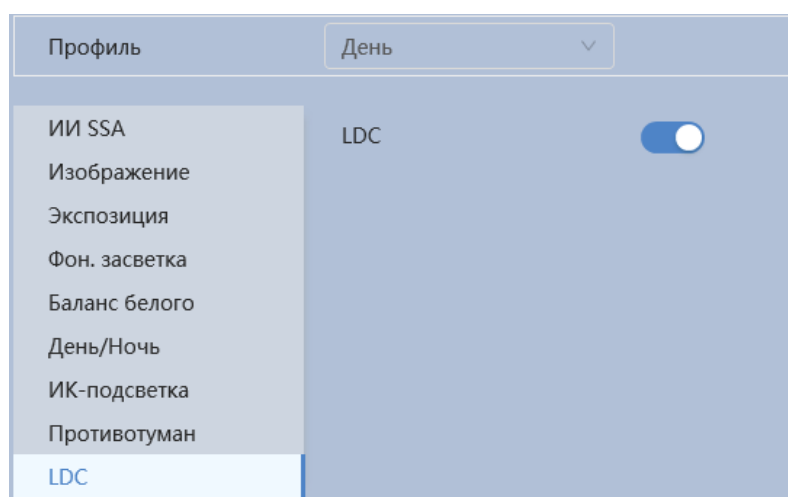 Профиль День
ИИ SSA
LDC
Изображение
Экспозиция
Фон. засветка
Баланс белого
День/Ночь
ИК-подсветка
Противотуман
LDC